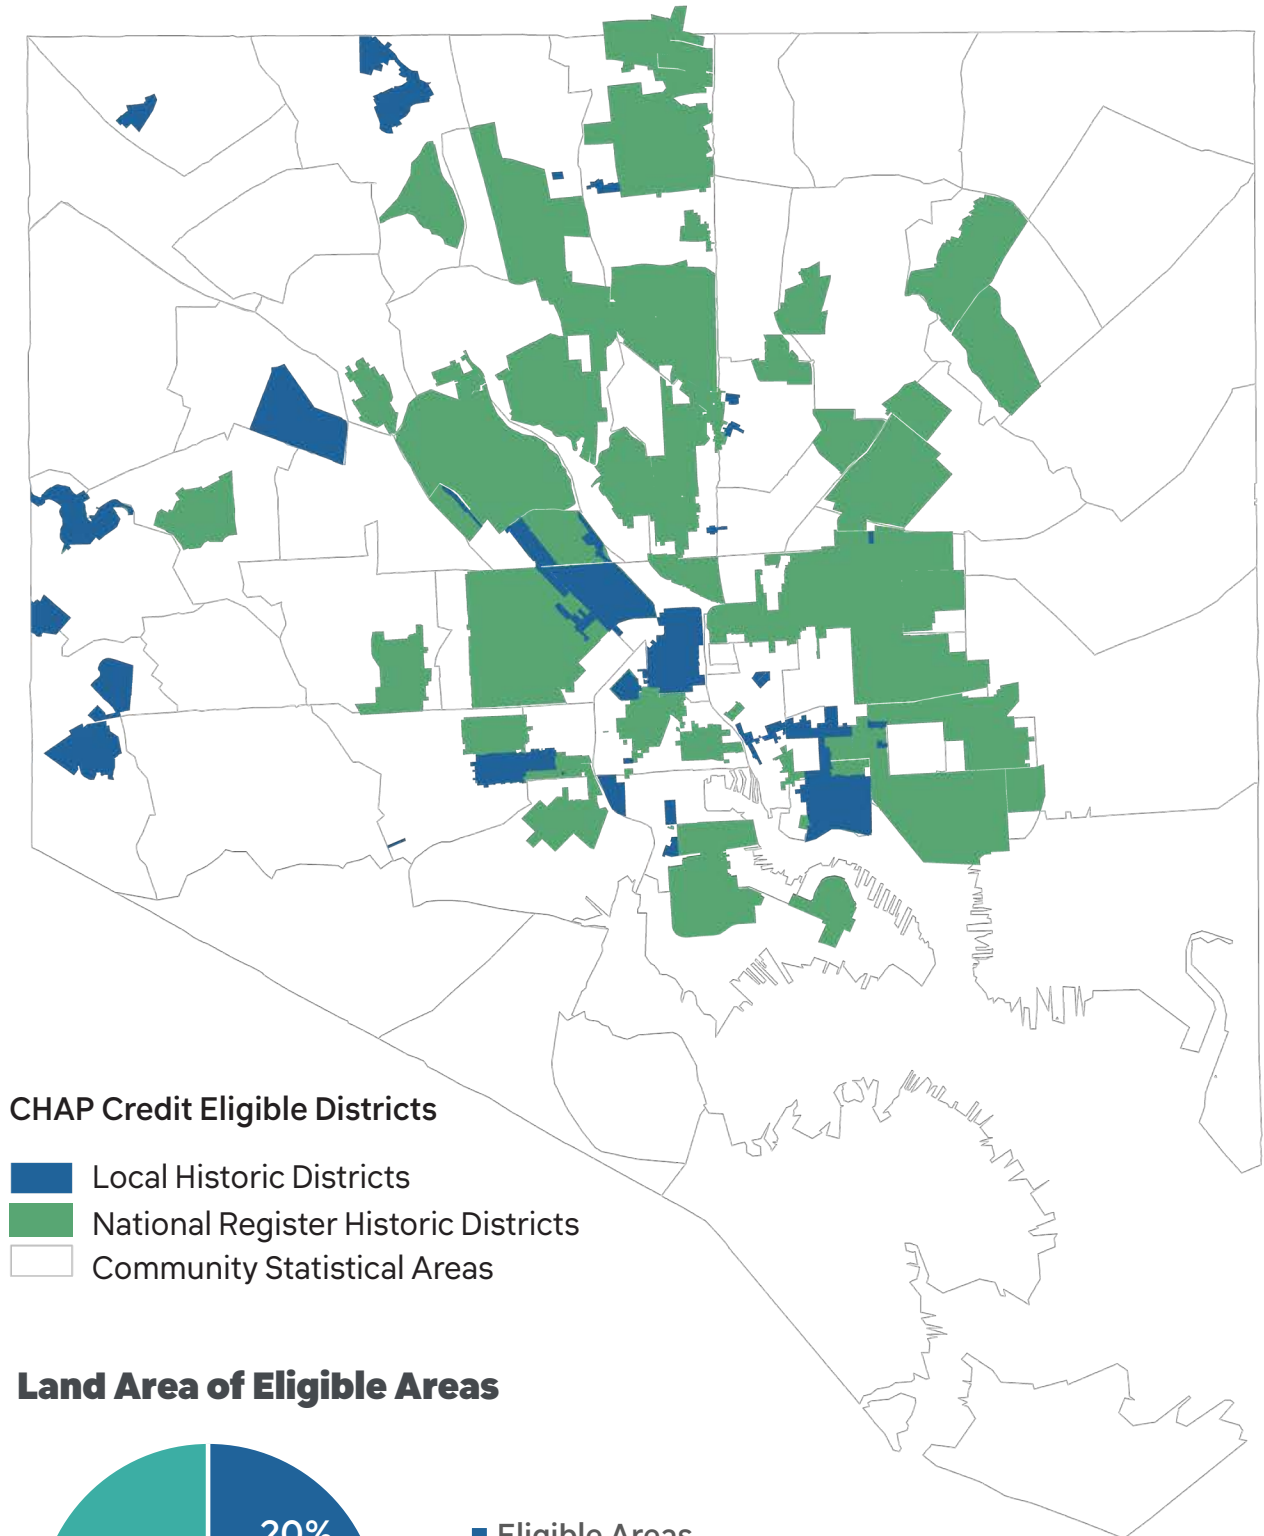 CHAP Credit Eligible Districts
Local Historic Districts
National Register Historic Districts
Community Statistical Areas
Land Area of Eligible Areas
20%
Eligible Areas